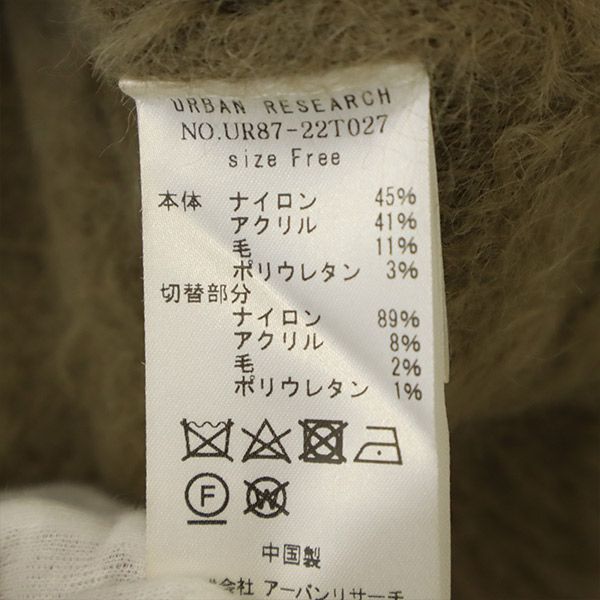 URBAN RESEARCH
NO.UR87-22T027
size Free
本体 ナイロン 45%
アクリル 41%
毛 11%
ポリウレタン 3%
切替部分
ナイロン 89%
アクリル 8%
毛 2%
ポリウレタン 1%
F W
中国製
会社 アーバンリサーチ